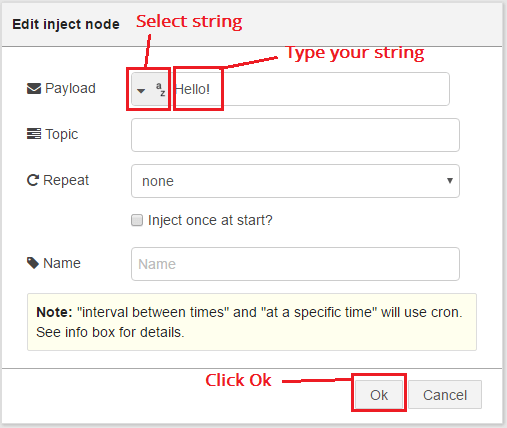 Edit inject node
Select string
Type your string
Payload
a
z
Hello!
Topic
Repeat
none
Inject once at start?
Name
Name
Note: "interval between times" and "at a specific time" will use cron.
See info box for details.
Click Ok
Ok
Cancel